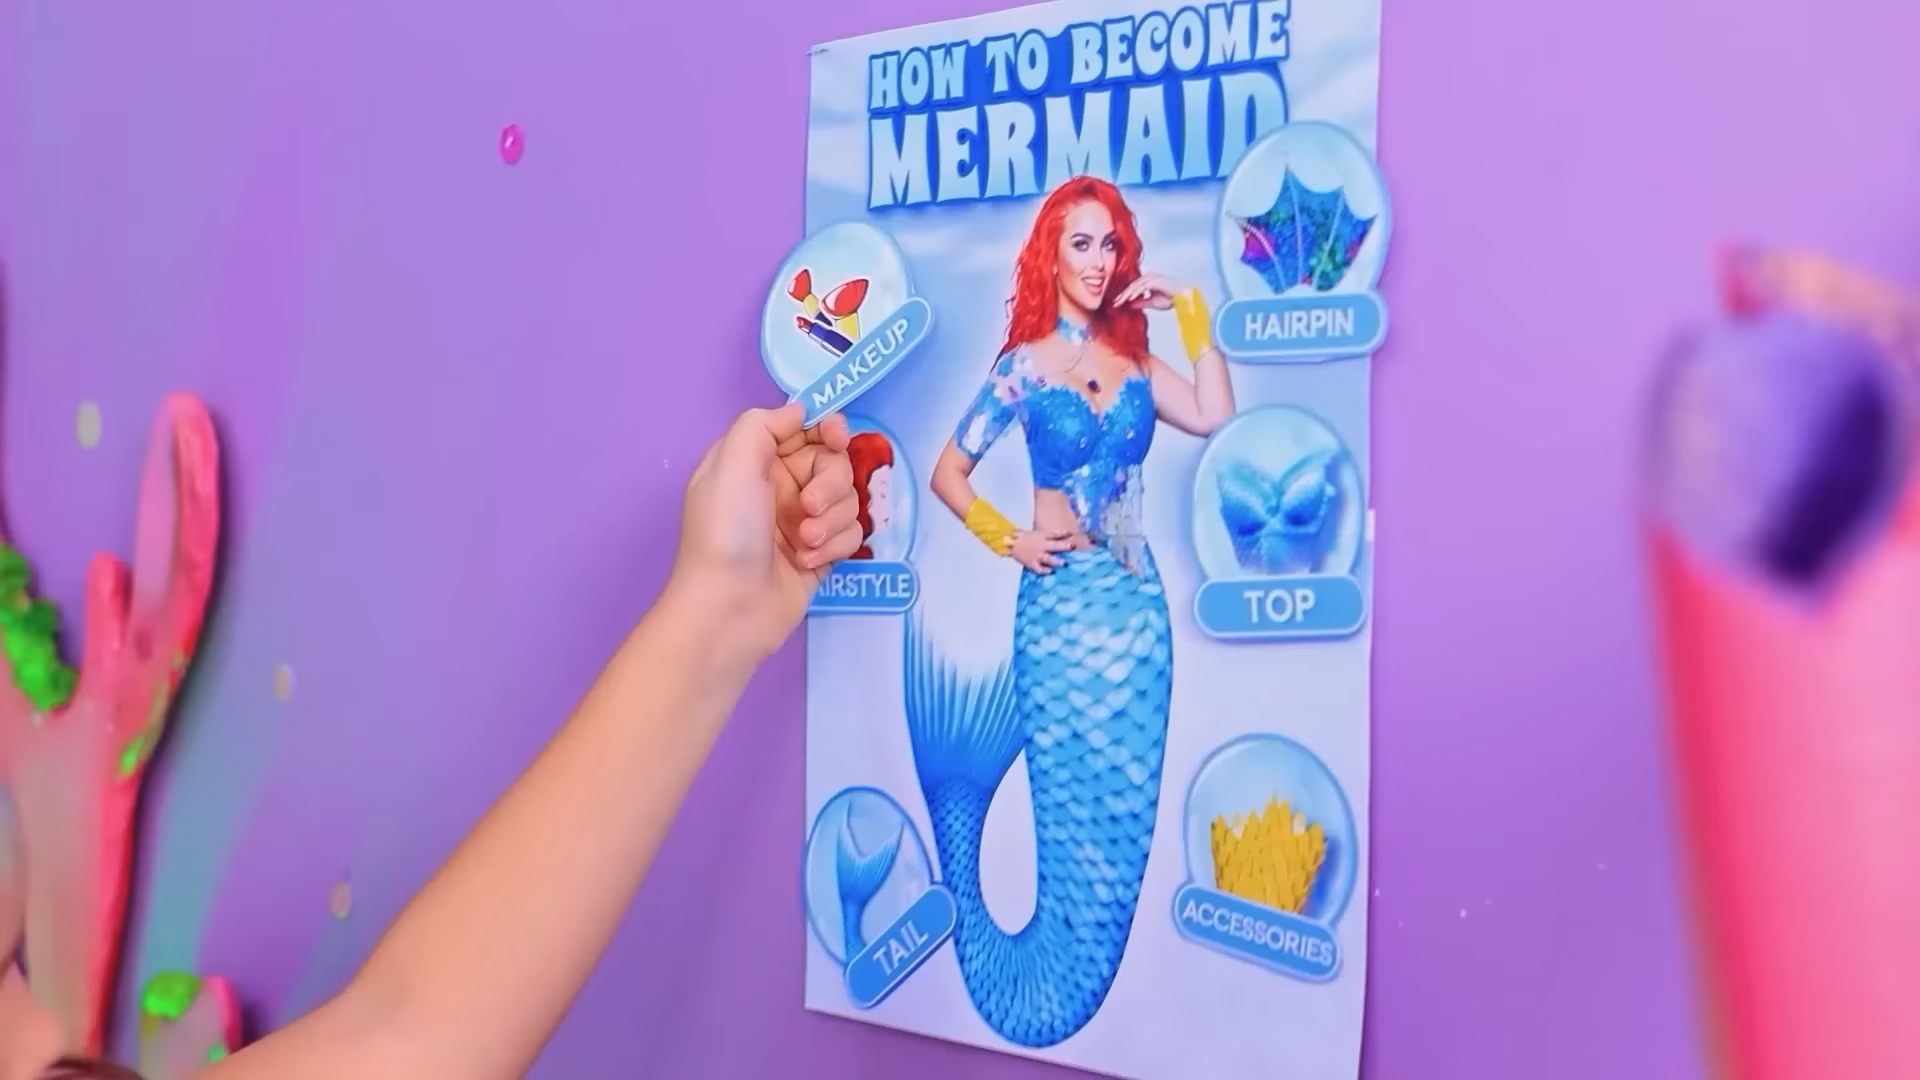 HOW TO BECOME
MERMAID
MAKEUP
HAIRPIN
AIRSTYLE
TOP
TAIL
ACCESSORIES